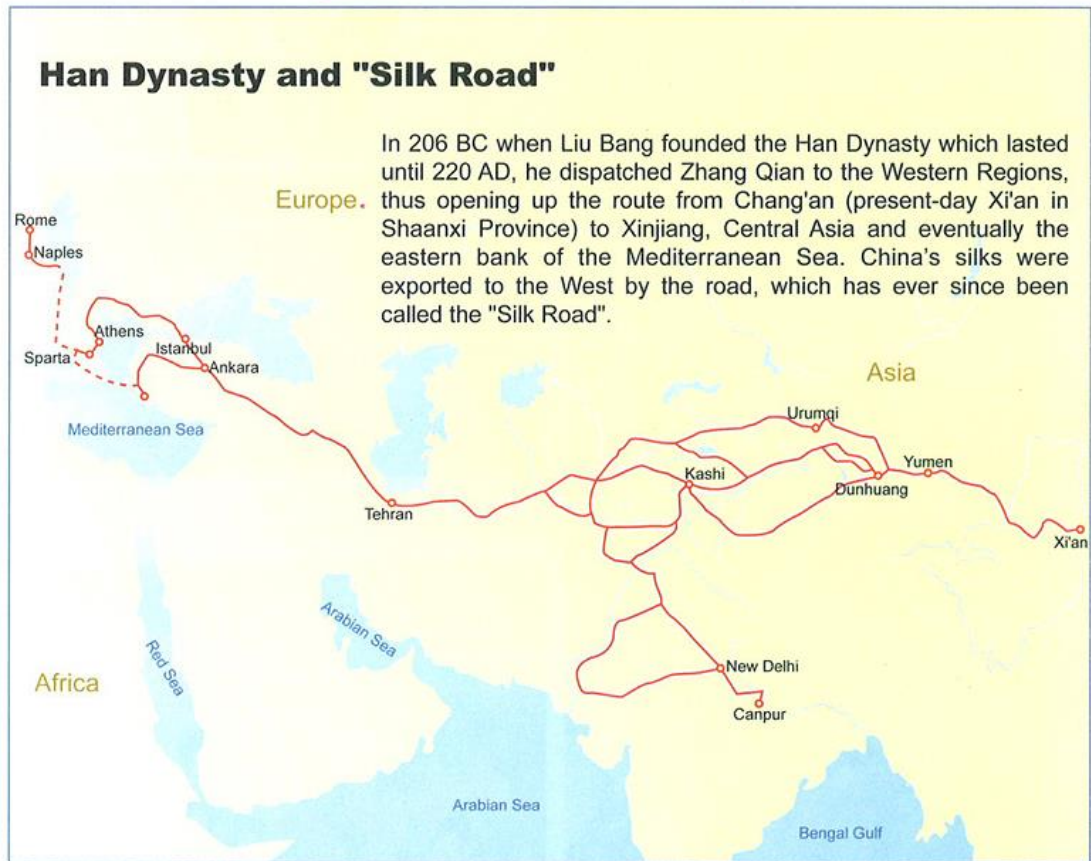 Han Dynasty and "Silk Road"
In 206 BC when Liu Bang founded the Han Dynasty which lasted
until 220 AD, he dispatched Zhang Qian to the Western Regions,
thus opening up the route from Chang'an (present-day Xi'an in
Shaanxi Province) to Xinjiang, Central Asia and eventually the
eastern bank of the Mediterranean Sea. China's silks were
exported to the West by the road, which has ever since been
called the "Silk Road".
Europe.
Rome
Naples
Athens
Sparta
Istanbul
Ankara
Mediterranean Sea
Asia
Urumqi
Yumen
Kashi
Dunhuang
Tehran
Xi'an
Arabian Sea
Red Sea
Africa
New Delhi
Canpur
Arabian Sea
Bengal Gulf